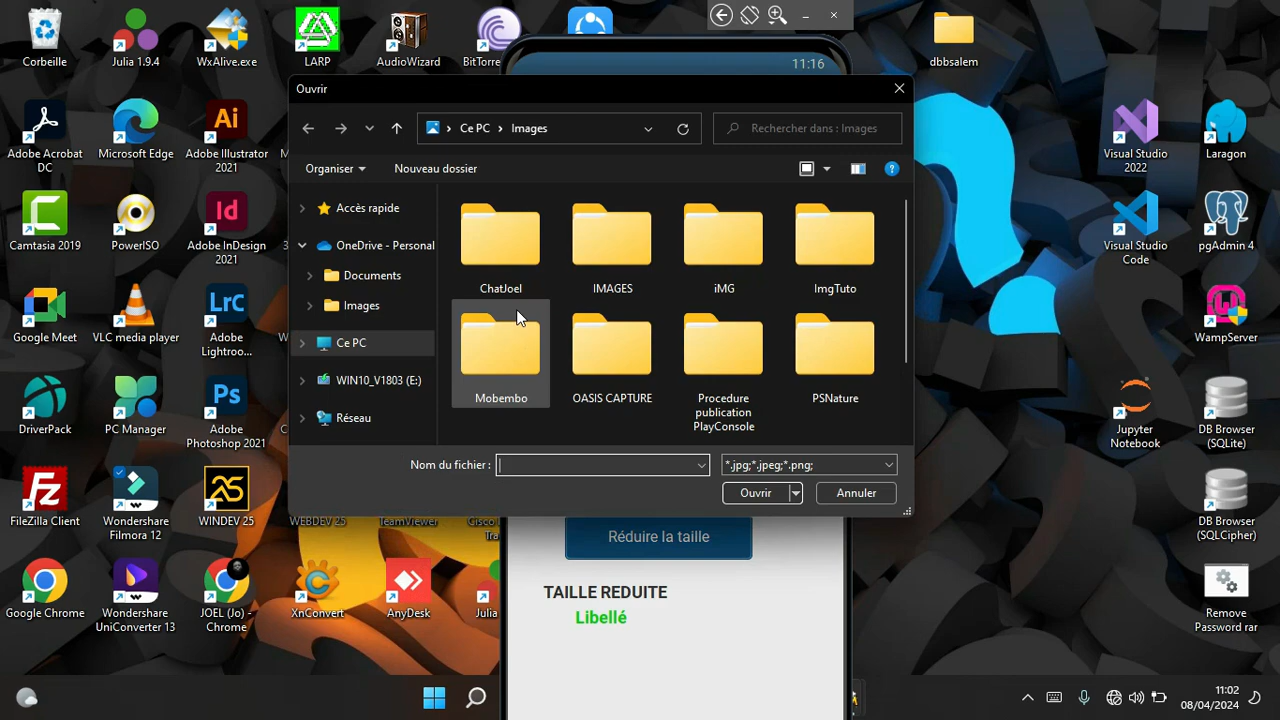 Corbeille
Julia 1.9.4
WxAlive.exe
LARP
AudioWizard
BitTorre
11:16
dbbsalem
Ouvrir
Ce PC
Images
Rechercher dans : Images
Organiser
Nouveau dossier
Accès rapide
OneDrive - Personal
Documents
Images
Ce PC
WIN10_V1803 (E:)
Réseau
ChatJoel
IMAGES
iMG
ImgTuto
Mobembo
OASIS CAPTURE
Procedure
publication
PlayConsole
PSNature
Nom du fichier :
*.jpg;*.jpeg;*.png;
Ouvrir
Annuler
Adobe Acrobat
DC
Microsoft Edge
Adobe Illustrator
2021
Camtasia 2019
PowerISO
Adobe InDesign
2021
Google Meet
VLC media player
Adobe
Lightroo...
DriverPack
PC Manager
Adobe
Photoshop 2021
FileZilla Client
Wondershare
Filmora 12
WINDEV 25
WEBDEV 25
TeamViewer
Cisco
Tra
Google Chrome
Wondershare
UniConverter 13
JOEL (Jo) -
Chrome
XnConvert
AnyDesk
Julia
Visual Studio
2022
Laragon
Visual Studio
Code
pgAdmin 4
WampServer
Jupyter
Notebook
DB Browser
(SQLite)
DB Browser
(SQLCipher)
Remove
Password rar
Réduire la taille
TAILLE REDUITE
Libellé
11:02
08/04/2024